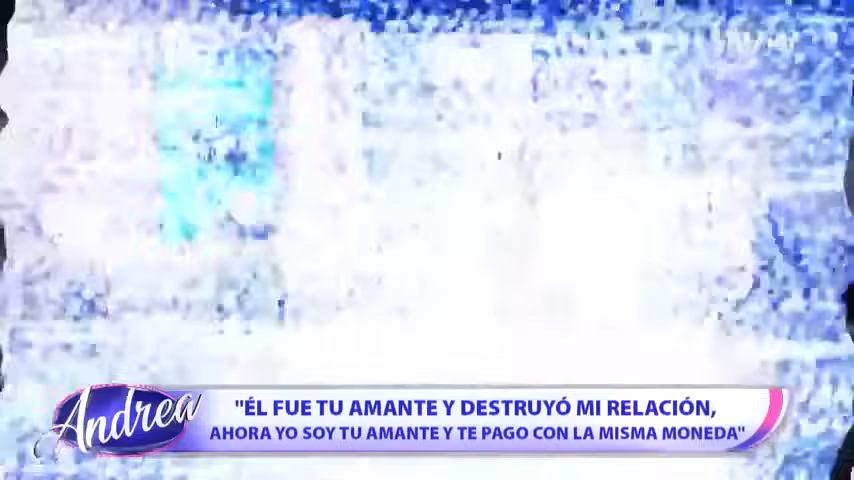 Andrea
"ÉL FUE TU AMANTE Y DESTRUYÓ MI RELACIÓN,
AHORA YO SOY TU AMANTE Y TE PAGO CON LA MISMA MONEDA"